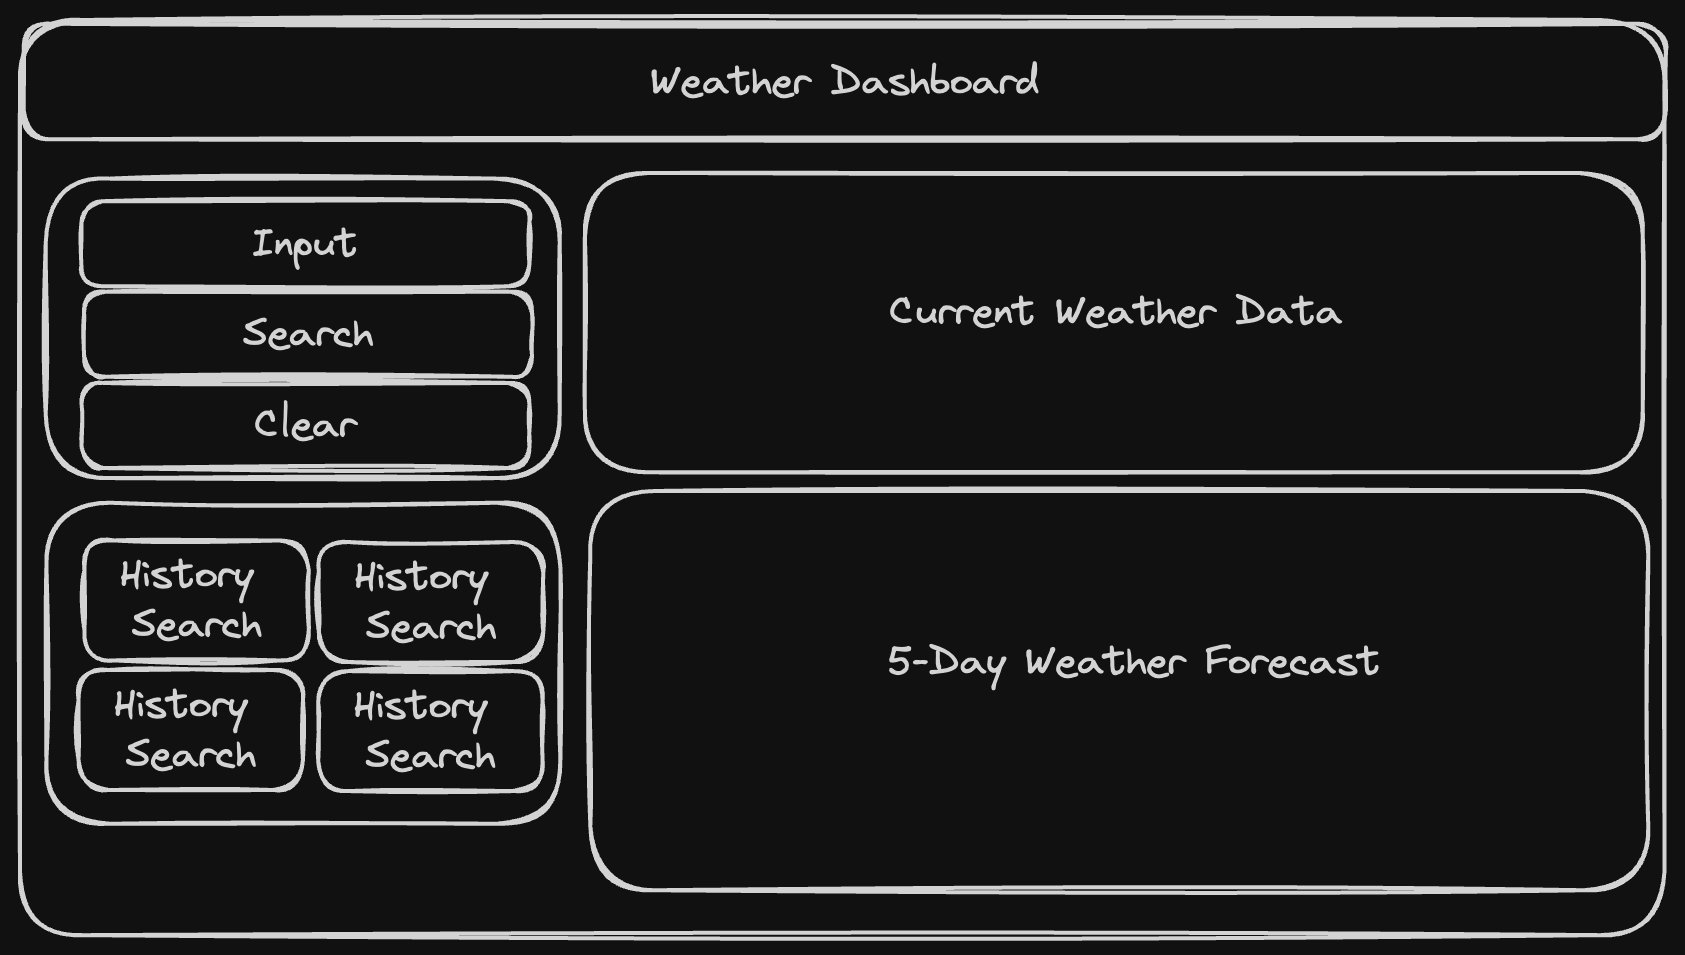 Weather Dashboard
Input
Search
Clear
Current Weather Data
History
Search
History
Search
History
Search
History
Search
5-Day Weather Forecast